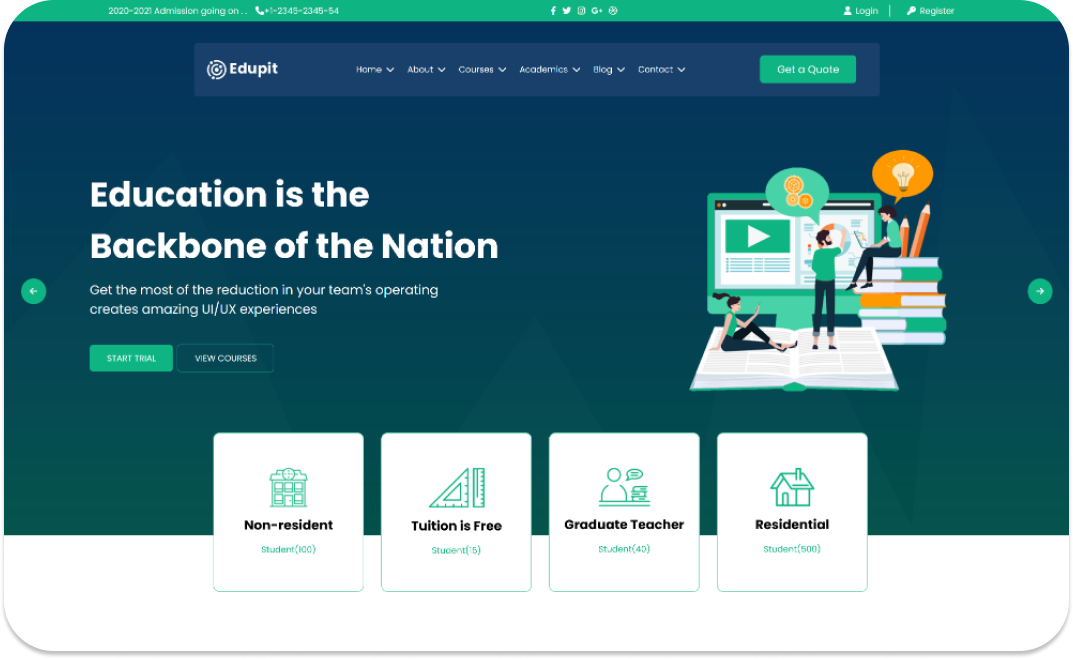 2020-2021 Admission going on . . +1-2345-2345-54 Login Register
Edupit Home About Courses Academics Blog Contact Get a Quote
Education is the
Backbone of the Nation
Get the most of the reduction in your team's operating
creates amazing UI/UX experiences
START TRIAL VIEW COURSES
Non-resident Tuition is Free Graduate Teacher Residential
Student(100) Student(15) Student(40) Student(500)